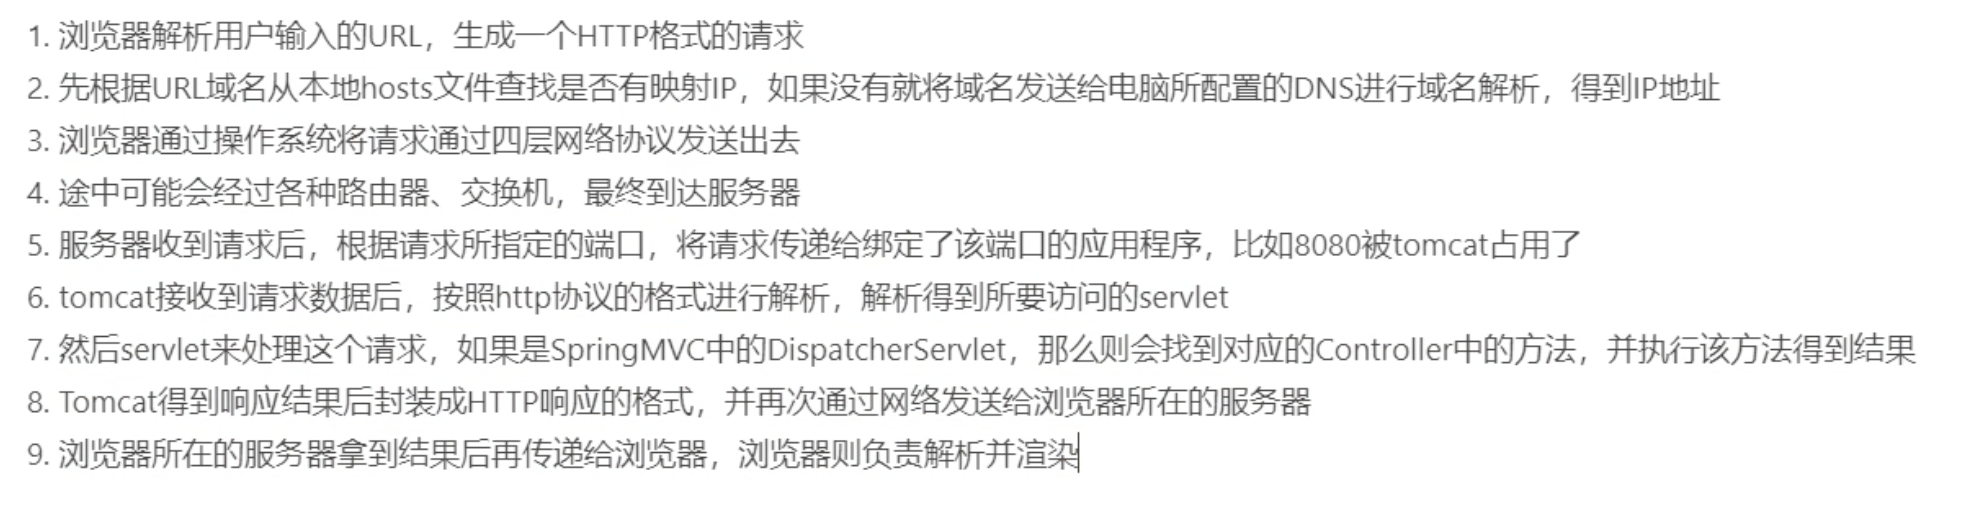 1. 浏览器解析用户输入的URL，生成一个HTTP格式的请求
2. 先根据URL域名从本地hosts文件查找是否有映射IP，如果没有就将域名发送给电脑所配置的DNS进行域名解析，得到IP地址
3. 浏览器通过操作系统将请求通过四层网络协议发送出去
4. 途中可能会经过各种路由器、交换机，最终到达服务器
5. 服务器收到请求后，根据请求所指定的端口，将请求传递给绑定了该端口的应用程序，比如8080被tomcat占用了
6. tomcat接收到请求数据后，按照http协议的格式进行解析，解析得到所要访问的servlet
7. 然后servlet来处理这个请求，如果是SpringMVC中的DispatcherServlet，那么则会找到对应的Controller中的方法，并执行该方法得到结果
8. Tomcat得到响应结果后封装成HTTP响应的格式，并再次通过网络发送给浏览器所在的服务器
9. 浏览器所在的服务器拿到结果后再传递给浏览器，浏览器则负责解析并渲染